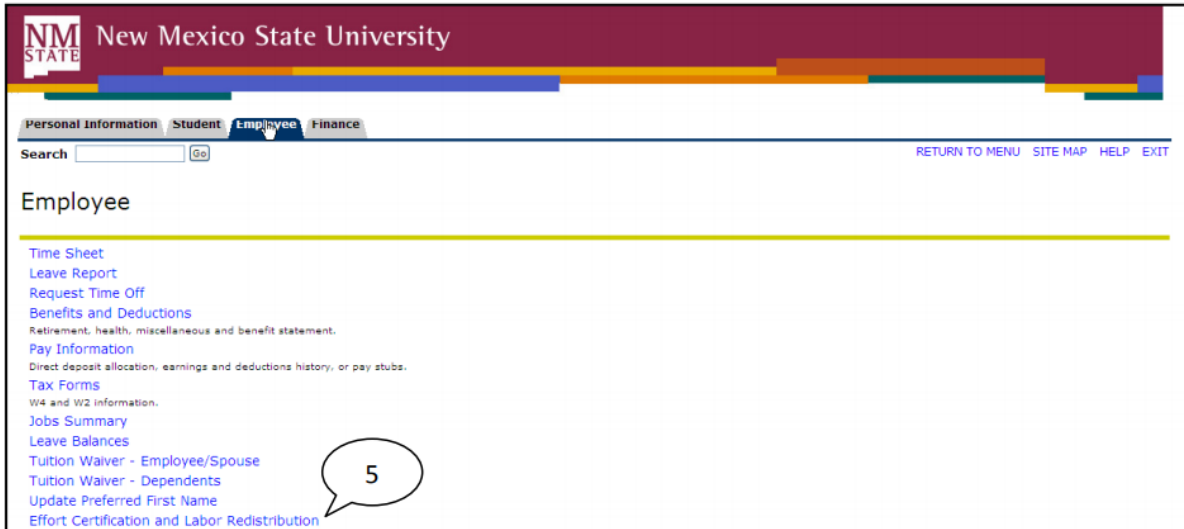 NM
STATE
New Mexico State University
Personal Information Student Employee Finance
Search Go RETURN TO MENU SITE MAP HELP EXIT
Employee
Time Sheet
Leave Report
Request Time Off
Benefits and Deductions
Retirement, health, miscellaneous and benefit statement.
Pay Information
Direct deposit allocation, earnings and deductions history, or pay stubs.
Tax Forms
W4 and W2 information.
Jobs Summary
Leave Balances
Tuition Waiver - Employee/Spouse
5
Tuition Waiver - Dependents
Update Preferred First Name
Effort Certification and Labor Redistribution